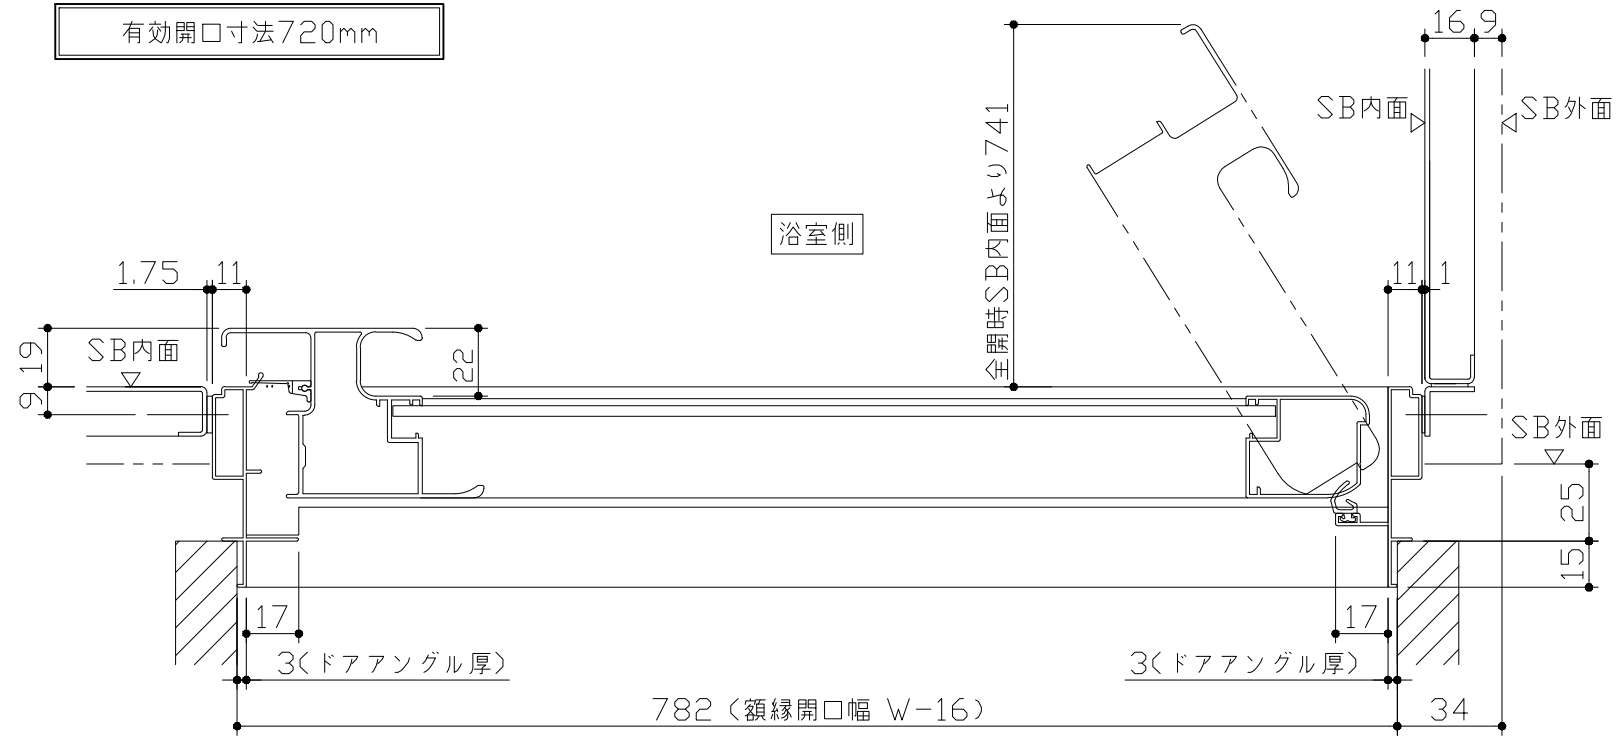 有効開口寸法720mm
16 9
SB内面
SB外面
全開時SB内面より741
浴室側
1.75 11
11 1
19
SB内面
22
9
SB外面
25
15
17
17
3(ドアアングル厚)
3(ドアアングル厚)
782 (額縁開口幅 W-16)
34